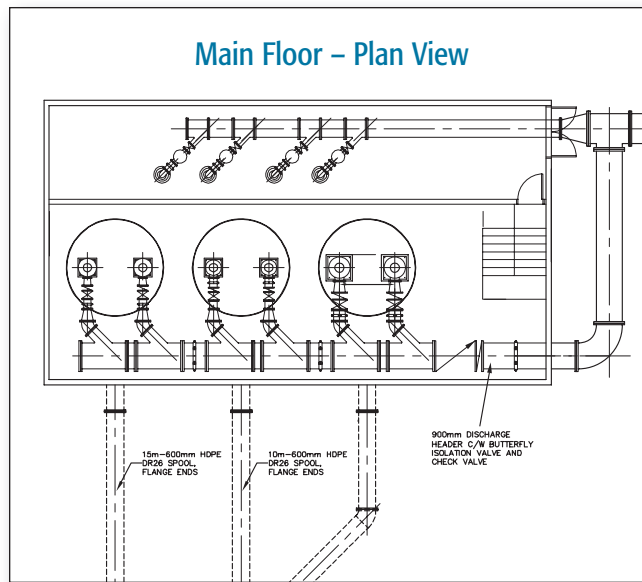 Main Floor – Plan View
15m-600mm HDPE
DR26 SPOOL,
FLANGE ENDS
10m-600mm HDPE
DR26 SPOOL,
FLANGE ENDS
900mm DISCHARGE
HEADER C/W BUTTERFLY
ISOLATION VALVE AND
CHECK VALVE